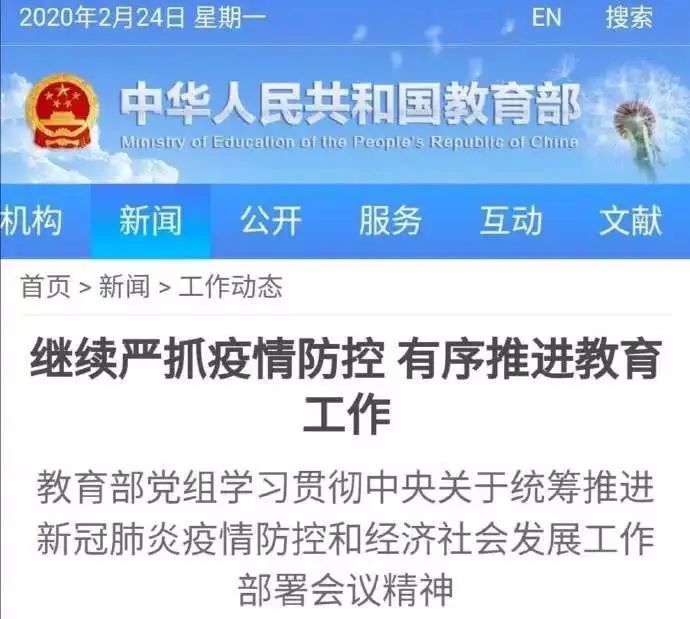 2020年2月24日 星期一 EN 搜索
中华人民共和国教育部
Ministry of Education of the People's Republic of China
机构 新闻 公开 服务 互动 文献
首页 > 新闻 > 工作动态
继续严抓疫情防控 有序推进教育
工作
教育部党组学习贯彻中央关于统筹推进
新冠肺炎疫情防控和经济社会发展工作
部署会议精神